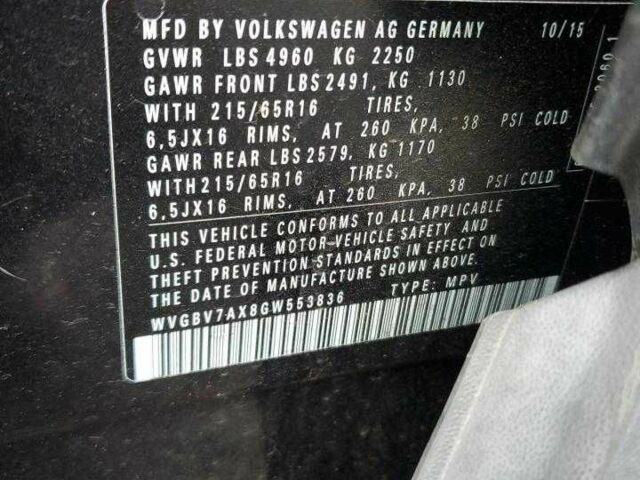 MFD BY VOLKSWAGEN AG GERMANY 10/15
GVWR LBS 4960 KG 2250
GAWR FRONT LBS 2491, KG 1130
WITH 215/65R16 TIRES,
6,5JX16 RIMS, AT 260 KPA, 38 PSI COLD
GAWR REAR LBS 2579, KG 1170
WITH 215/65R16 TIRES,
6,5JX16 RIMS, AT 260 KPA, 38 PSI COLD
THIS VEHICLE CONFORMS TO ALL APPLICABLE
U.S. FEDERAL MOTOR-VEHICLE SAFETY AND
THEFT PREVENTION STANDARDS IN EFFECT ON
THE DATE OF MANUFACTURE SHOWN ABOVE.
WVGBV7AX8GW553836 TYPE: MPV